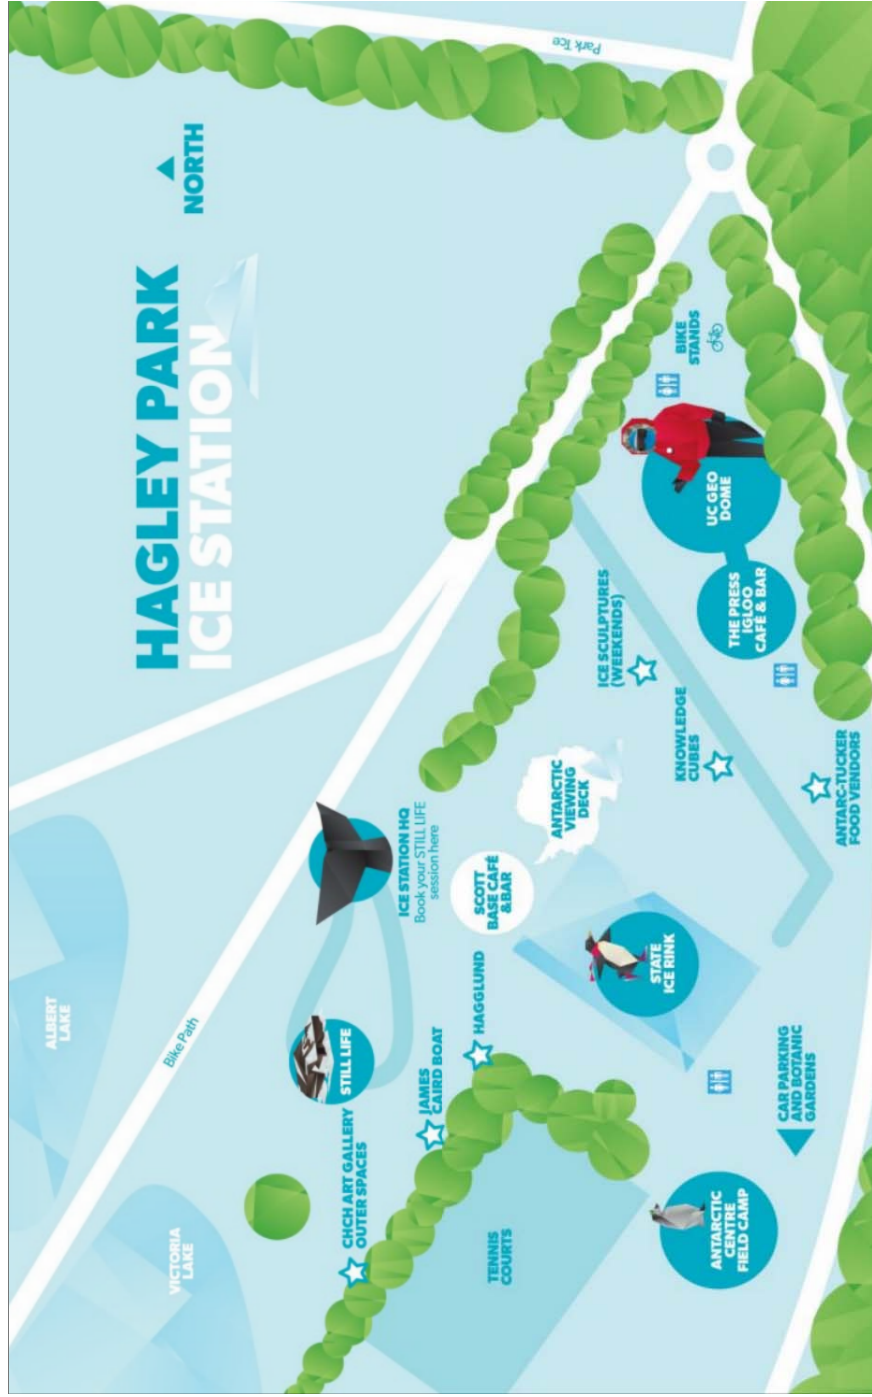 HAGLEY PARK
ICE STATION
NORTH
Park Tce
ALBERT
LAKE
VICTORIA
LAKE
Bike Path
STILL LIFE
ICE STATION HQ
Book your STILL LIFE
session here
CHCH ART GALLERY
OUTER SPACES
JAMES
CAIRD BOAT
HAGGLUND
SCOTT
BASE CAFÉ
&BAR
ANTARCTIC
VIEWING
DECK
TENNIS
COURTS
STATE
ICE RINK
ICE SCULPTURES
(WEEKENDS)
KNOWLEDGE
CUBES
BIKE
STANDS
UC GEO
DOME
THE PRESS
IGLOO
CAFÉ & BAR
ANTARCTIC
CENTRE
FIELD CAMP
CAR PARKING
AND BOTANIC
GARDENS
ANTARC-TUCKER
FOOD VENDORS